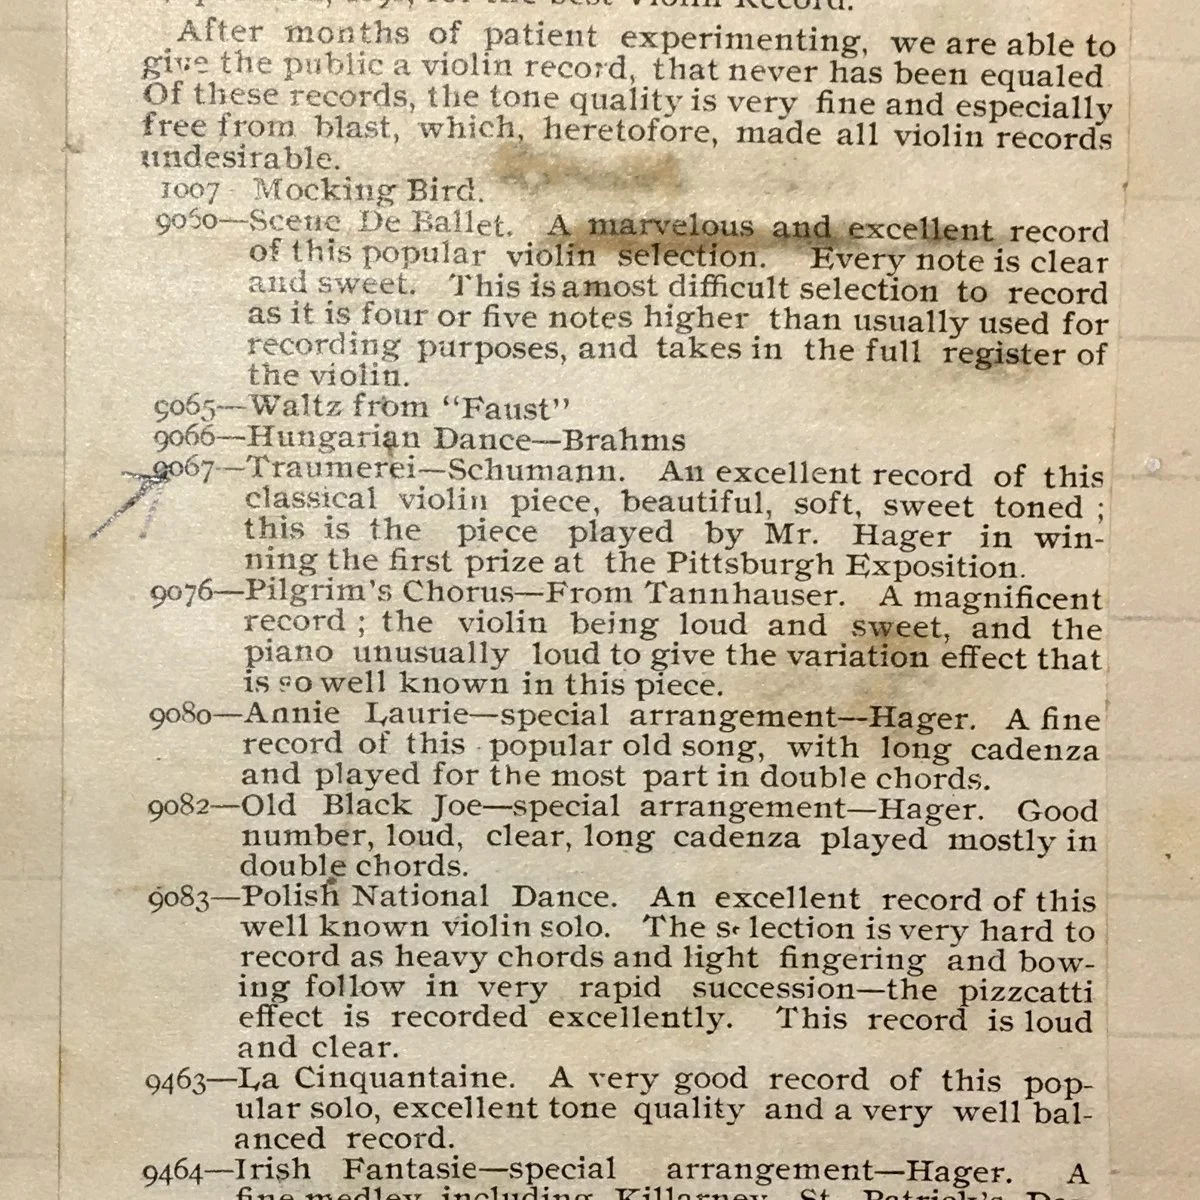 for the best Violin Record.
After months of patient experimenting, we are able to
give the public a violin record, that never has been equaled
Of these records, the tone quality is very fine and especially
free from blast, which, heretofore, made all violin records
undesirable.
1007 Mocking Bird.
9060—Scene De Ballet. A marvelous and excellent record
of this popular violin selection. Every note is clear
and sweet. This is a most difficult selection to record
as it is four or five notes higher than usually used for
recording purposes, and takes in the full register of
the violin.
9065—Waltz from "Faust"
9066—Hungarian Dance—Brahms
9067—Traumerei—Schumann. An excellent record of this
classical violin piece, beautiful, soft, sweet toned ;
this is the piece played by Mr. Hager in win-
ning the first prize at the Pittsburgh Exposition.
9076—Pilgrim's Chorus—From Tannhauser. A magnificent
record ; the violin being loud and sweet, and the
piano unusually loud to give the variation effect that
is so well known in this piece.
9080—Annie Laurie—special arrangement—Hager. A fine
record of this popular old song, with long cadenza
and played for the most part in double chords.
9082—Old Black Joe—special arrangement—Hager. Good
number, loud, clear, long cadenza played mostly in
double chords.
9083—Polish National Dance. An excellent record of this
well known violin solo. The selection is very hard to
record as heavy chords and light fingering and bow-
ing follow in very rapid succession—the pizzcatti
effect is recorded excellently. This record is loud
and clear.
9463—La Cinquantaine. A very good record of this pop-
ular solo, excellent tone quality and a very well bal-
anced record.
9464—Irish Fantasie—special arrangement—Hager. A
fine medley including Killarney, St. Patrick's Da-